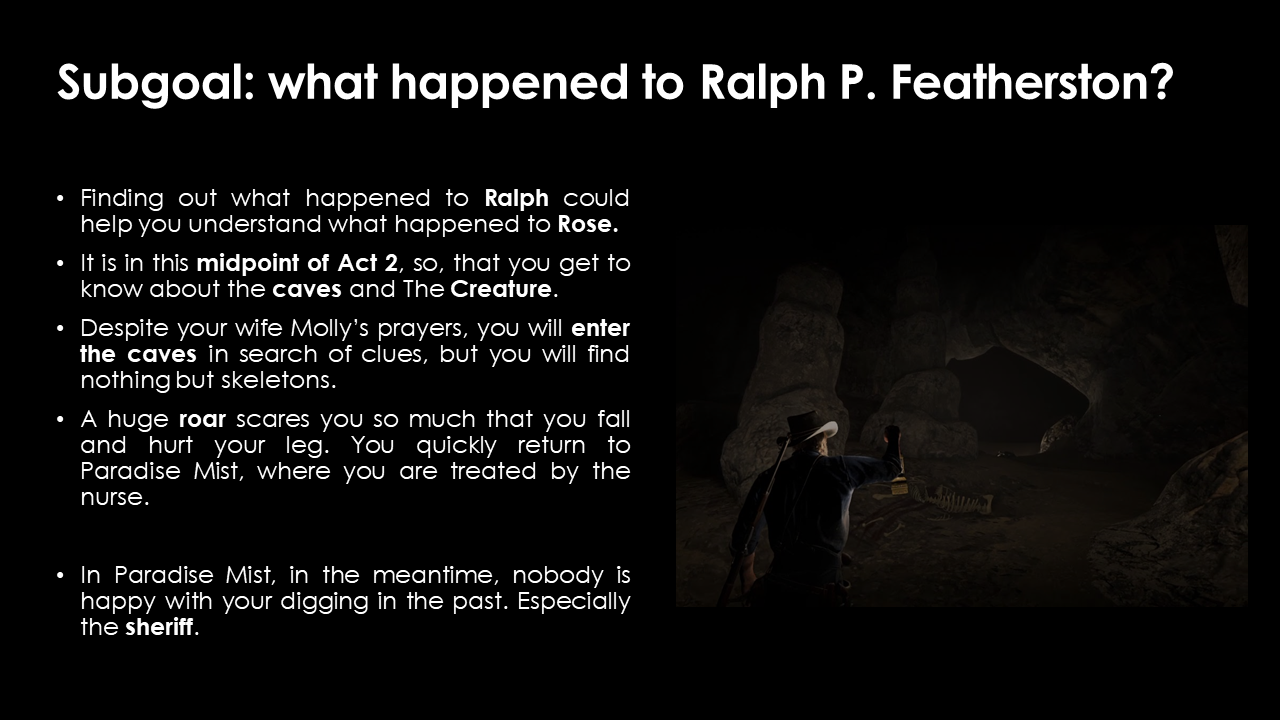 Subgoal: what happened to Ralph P. Featherston?
• Finding out what happened to Ralph could
help you understand what happened to Rose.
• It is in this midpoint of Act 2, so, that you get to
know about the caves and The Creature.
• Despite your wife Molly’s prayers, you will enter
the caves in search of clues, but you will find
nothing but skeletons.
• A huge roar scares you so much that you fall
and hurt your leg. You quickly return to
Paradise Mist, where you are treated by the
nurse.
• In Paradise Mist, in the meantime, nobody is
happy with your digging in the past. Especially
the sheriff.